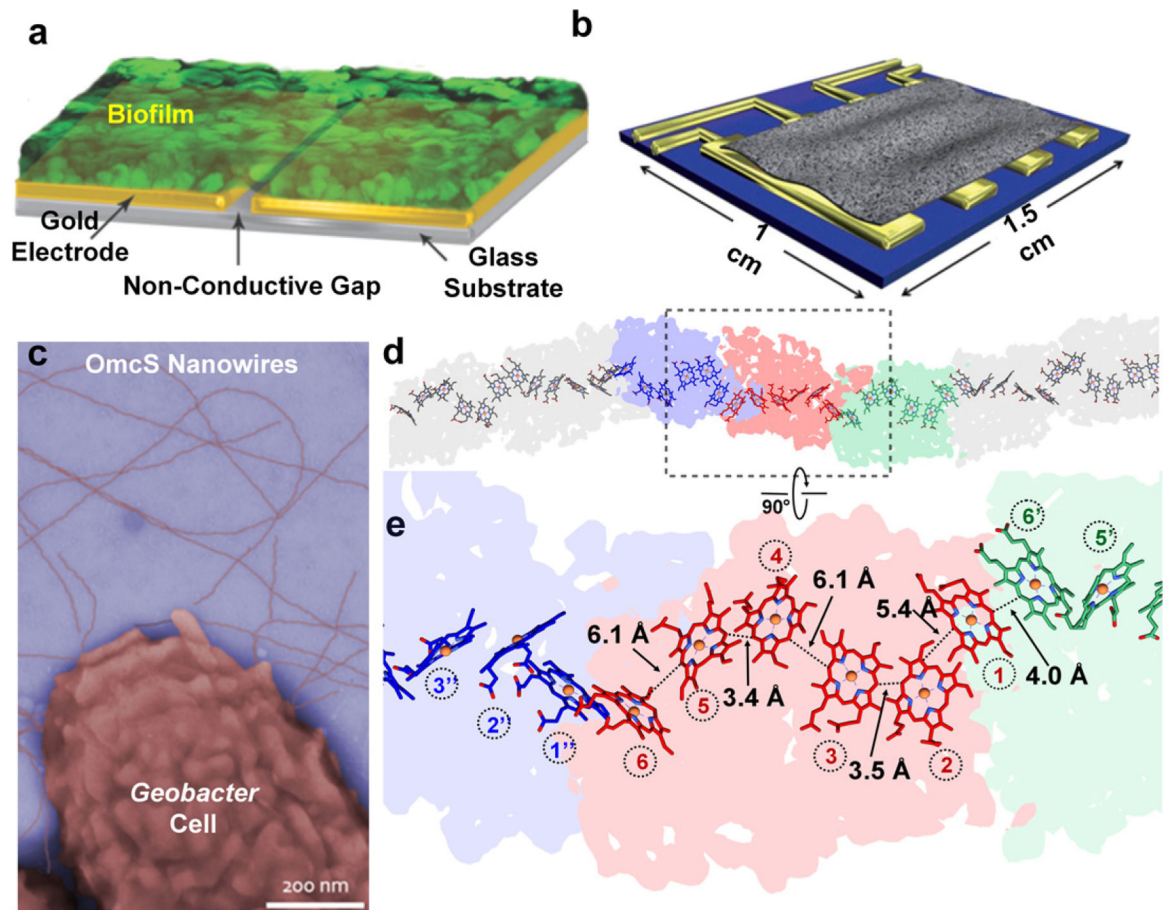 a
Biofilm
Gold
Electrode
Non-Conductive Gap
Glass
Substrate
b
1
cm
1.5
cm
c
OmcS Nanowires
Geobacter
Cell
200 nm
d
90°
e
3''
2''
1''
6
6.1 Å
5
3.4 Å
4
6.1 Å
3
3.5 Å
2
5.4 Å
1
4.0 Å
6'
5'